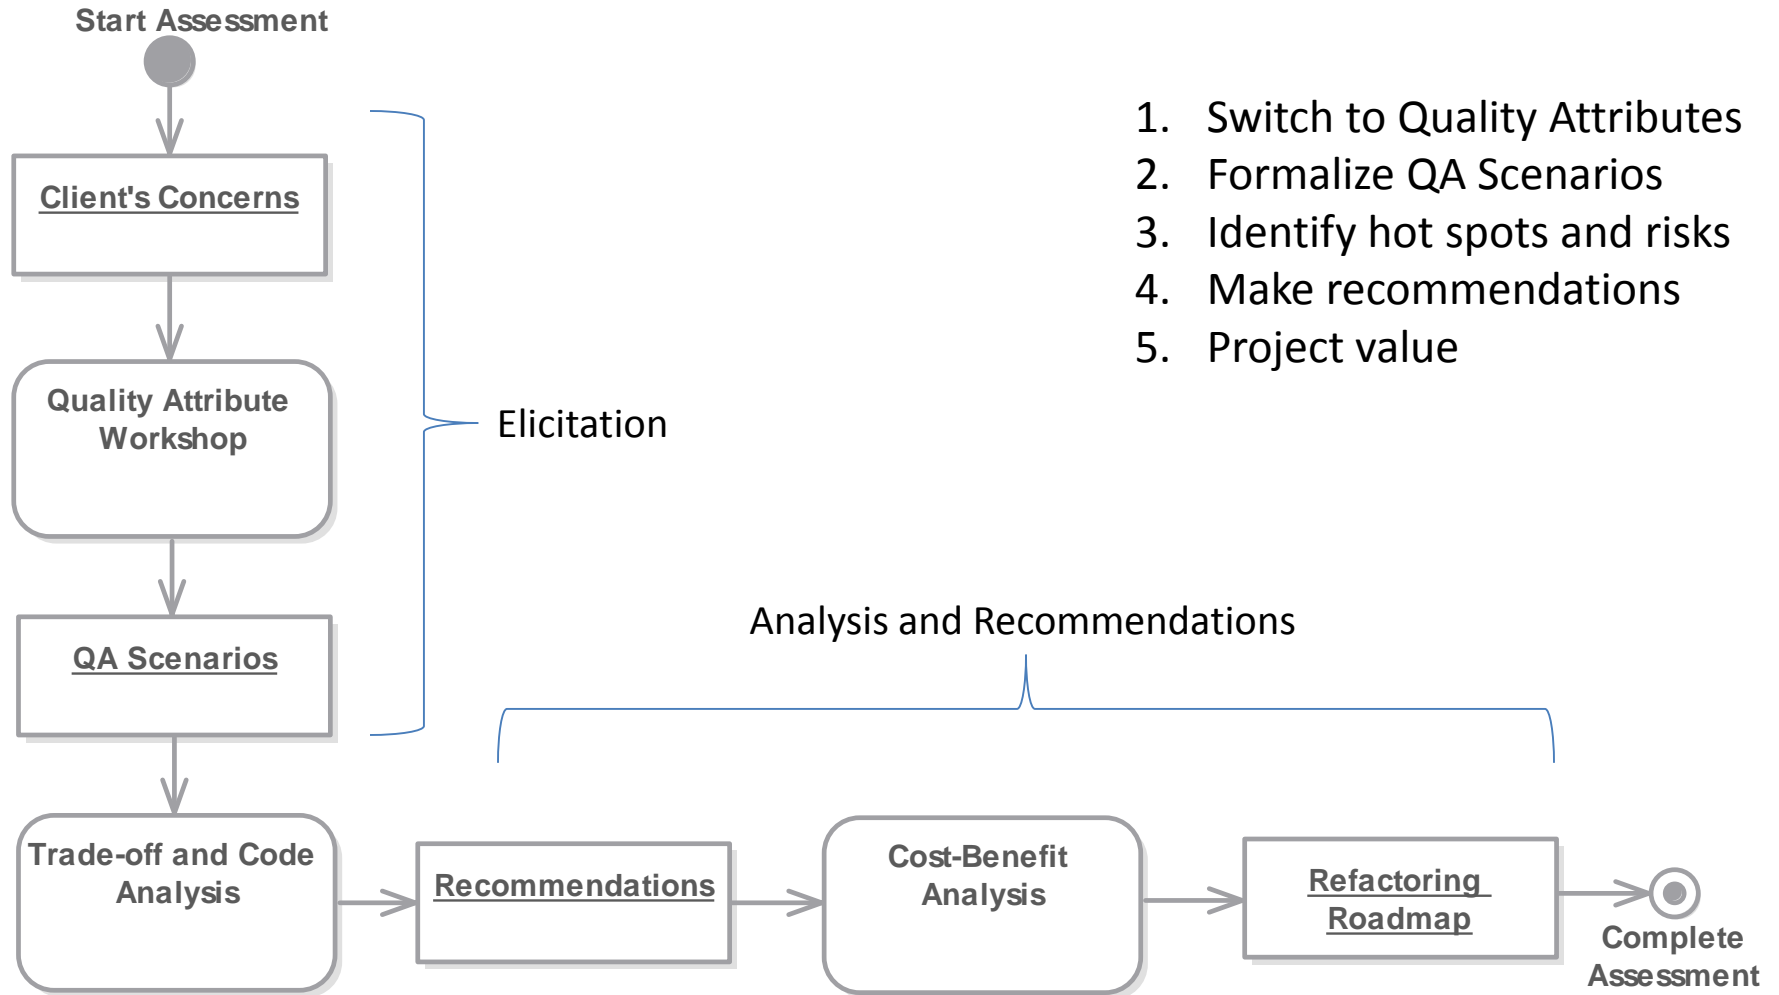 Start Assessment
Client's Concerns
Quality Attribute
Workshop
QA Scenarios
Trade-off and Code
Analysis
Recommendations
Cost-Benefit
Analysis
Refactoring
Roadmap
Complete
Assessment
Elicitation
Analysis and Recommendations
1. Switch to Quality Attributes
2. Formalize QA Scenarios
3. Identify hot spots and risks
4. Make recommendations
5. Project value